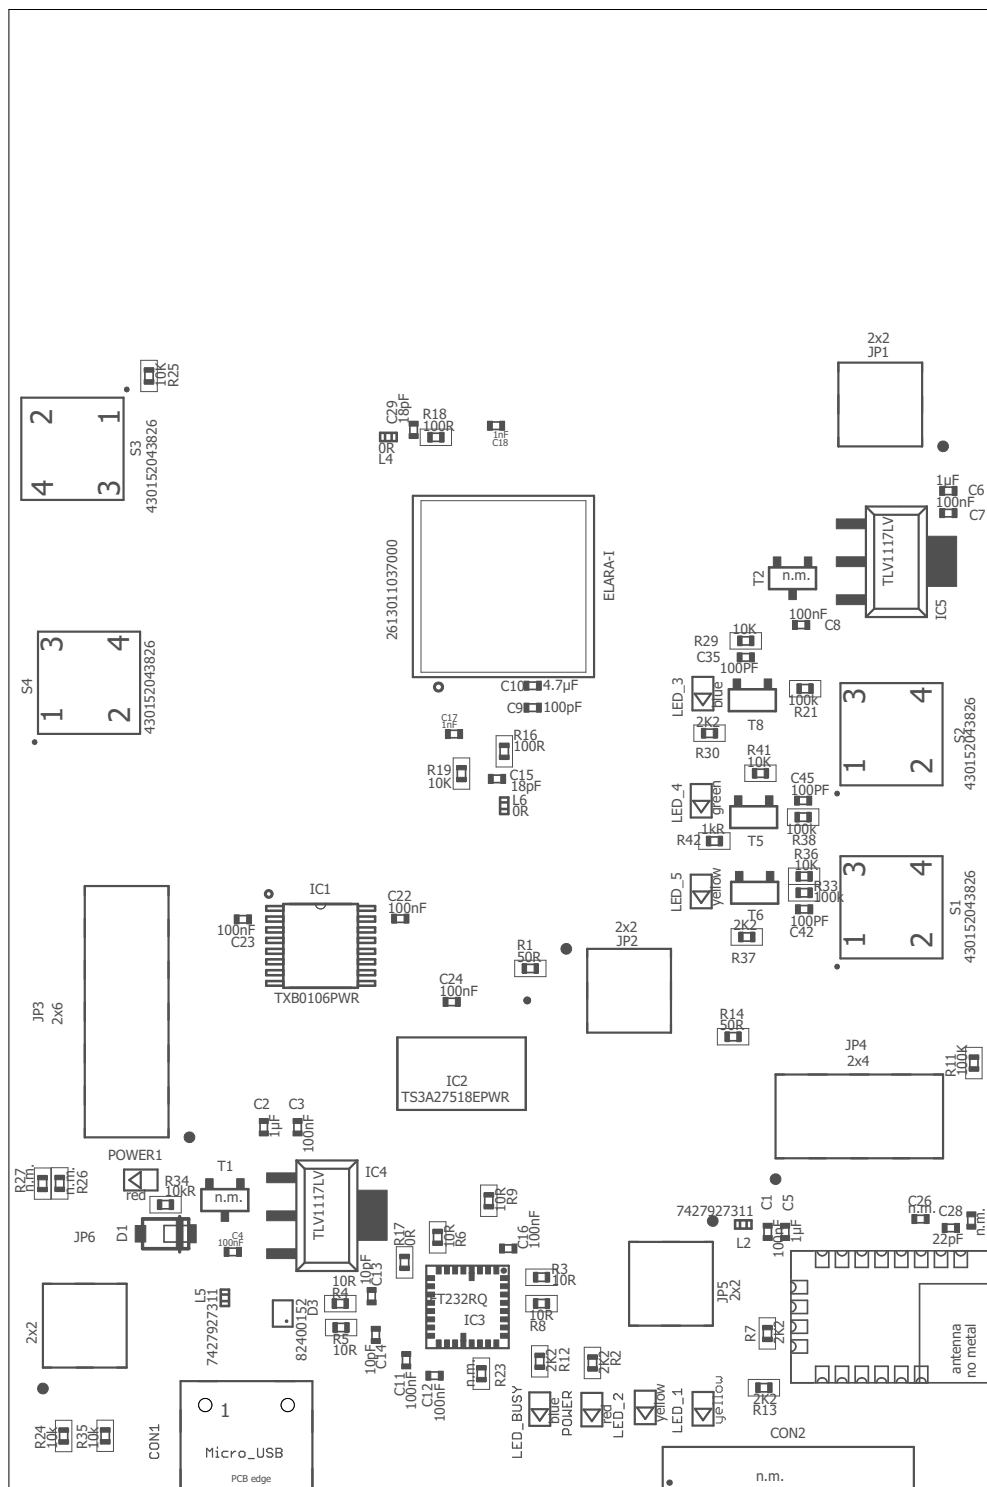 2x2
JP1
10K
R25
2
1
4
3
S3
430152043826
C29
18pF
R18
100R
0R
L4
1nF
C18
1µF
C6
100nF
C7
TLV1117LV
IC5
T2
n.m.
100nF
C8
2613011037000
ELARA-I
R29
10K
C35
100PF
C10
4.7µF
C9
100pF
LED_3
blue
T8
100k
R21
2K2
R30
3
4
1
2
S4
430152043826
C17
1nF
R16
100R
R19
10K
C15
18pF
L6
0R
3
4
1
2
S2
430152043826
R41
10K
LED_4
green
C45
100PF
T5
100k
R38
1kR
R42
R36
10K
LED_5
yellow
R33
100k
T6
100PF
C42
2K2
R37
3
4
1
2
S1
430152043826
IC1
C22
100nF
100nF
C23
TXB0106PWR
JP3
2x6
R1
50R
2x2
JP2
C24
100nF
R14
50R
IC2
TS3A27518EPWR
JP4
2x4
R11
100K
C2
1µF
C3
100nF
POWER1
red
R27
n.m.
n.m.
R26
R34
10kR
T1
n.m.
TLV1117LV
IC4
D1
JP6
C4
100nF
R17
0R
10R
R6
10R
R9
C16
100nF
7427927311
L2
C1
100nF
C5
1µF
C26
n.m.
C28
22pF
n.m.
2x2
L5
7427927311
82400152
D3
10R
R4
R5
10R
10pF
C13
10pF
C14
FT232RQ
IC3
R3
10R
10R
R8
JP5
2x2
R7
2K2
antenna
no metal
C11
100nF
C12
100nF
n.m.
R23
2K2
R12
2K2
R2
2K2
R13
LED_BUSY
blue
POWER
red
LED_2
yellow
LED_1
yellow
R24
10k
R35
10k
CON1
1
Micro_USB
PCB edge
CON2
n.m.